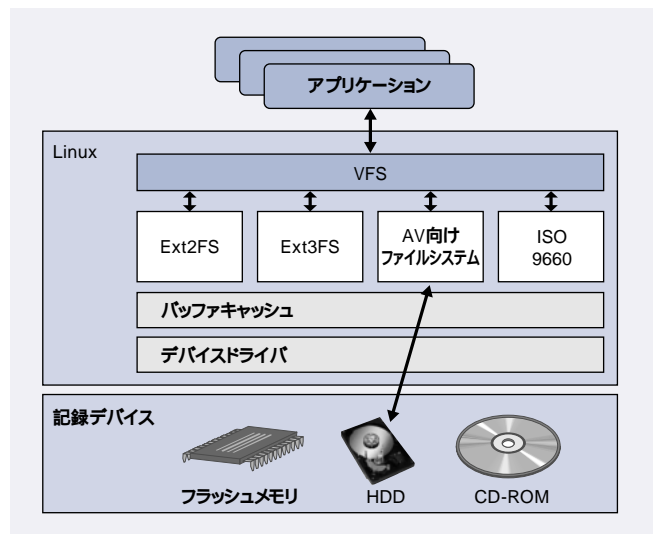 アプリケーション
Linux
VFS
Ext2FS
Ext3FS
AV向け
ファイルシステム
ISO
9660
バッファキャッシュ
デバイスドライバ
記録デバイス
フラッシュメモリ
HDD
CD-ROM